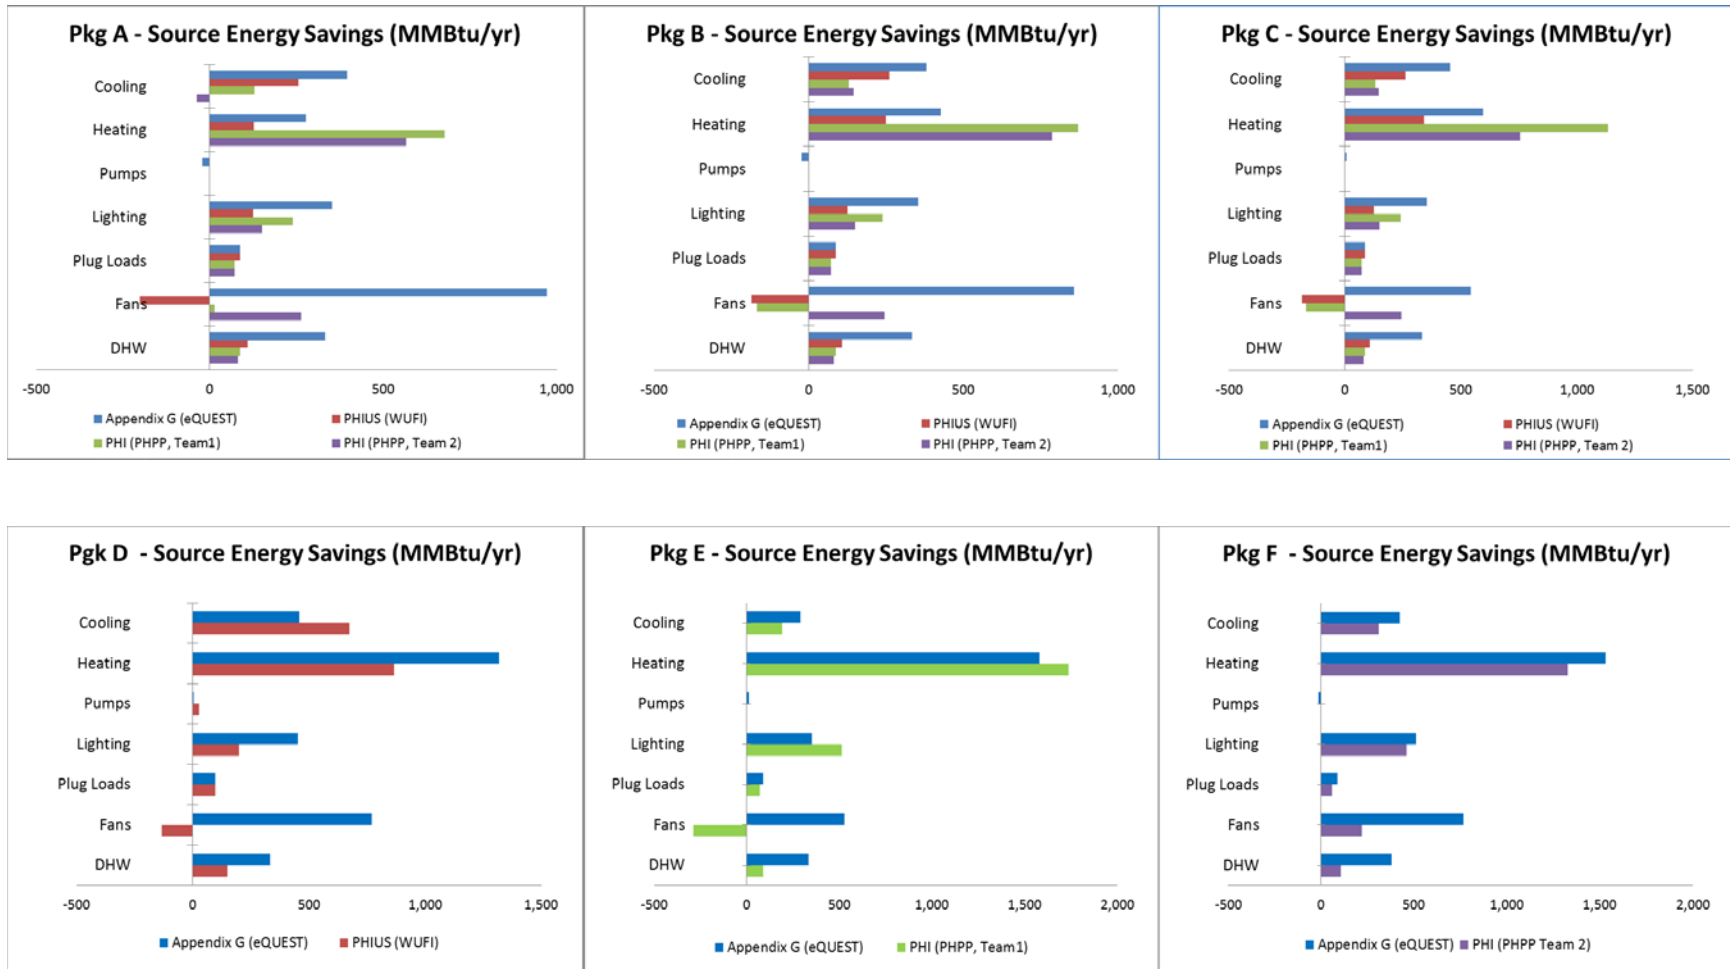 Pkg A - Source Energy Savings (MMBtu/yr)
Cooling
Heating
Pumps
Lighting
Plug Loads
Fans
DHW
-500 0 500 1,000
Appendix G (eQUEST) PHIUS (WUFI)
PHI (PHPP, Team1) PHI (PHPP, Team 2)
Pkg B - Source Energy Savings (MMBtu/yr)
Cooling
Heating
Pumps
Lighting
Plug Loads
Fans
DHW
-500 0 500 1,000
Appendix G (eQUEST) PHIUS (WUFI)
PHI (PHPP, Team1) PHI (PHPP, Team 2)
Pkg C - Source Energy Savings (MMBtu/yr)
Cooling
Heating
Pumps
Lighting
Plug Loads
Fans
DHW
-500 0 500 1,000 1,500
Appendix G (eQUEST) PHIUS (WUFI)
PHI (PHPP, Team1) PHI (PHPP, Team 2)
Pgk D - Source Energy Savings (MMBtu/yr)
Cooling
Heating
Pumps
Lighting
Plug Loads
Fans
DHW
-500 0 500 1,000 1,500
Appendix G (eQUEST) PHIUS (WUFI)
Pkg E - Source Energy Savings (MMBtu/yr)
Cooling
Heating
Pumps
Lighting
Plug Loads
Fans
DHW
-500 0 500 1,000 1,500 2,000
Appendix G (eQUEST) PHI (PHPP, Team1)
Pkg F - Source Energy Savings (MMBtu/yr)
Cooling
Heating
Pumps
Lighting
Plug Loads
Fans
DHW
-500 0 500 1,000 1,500 2,000
Appendix G (eQUEST) PHI (PHPP Team 2)